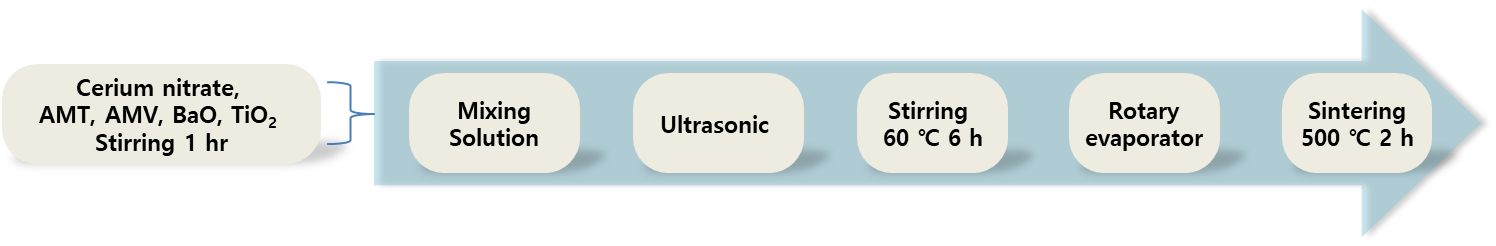 Cerium nitrate,
AMT, AMV, BaO, TiO₂
Stirring 1 hr
Mixing
Solution
Ultrasonic
Stirring
60 ℃ 6 h
Rotary
evaporator
Sintering
500 ℃ 2 h